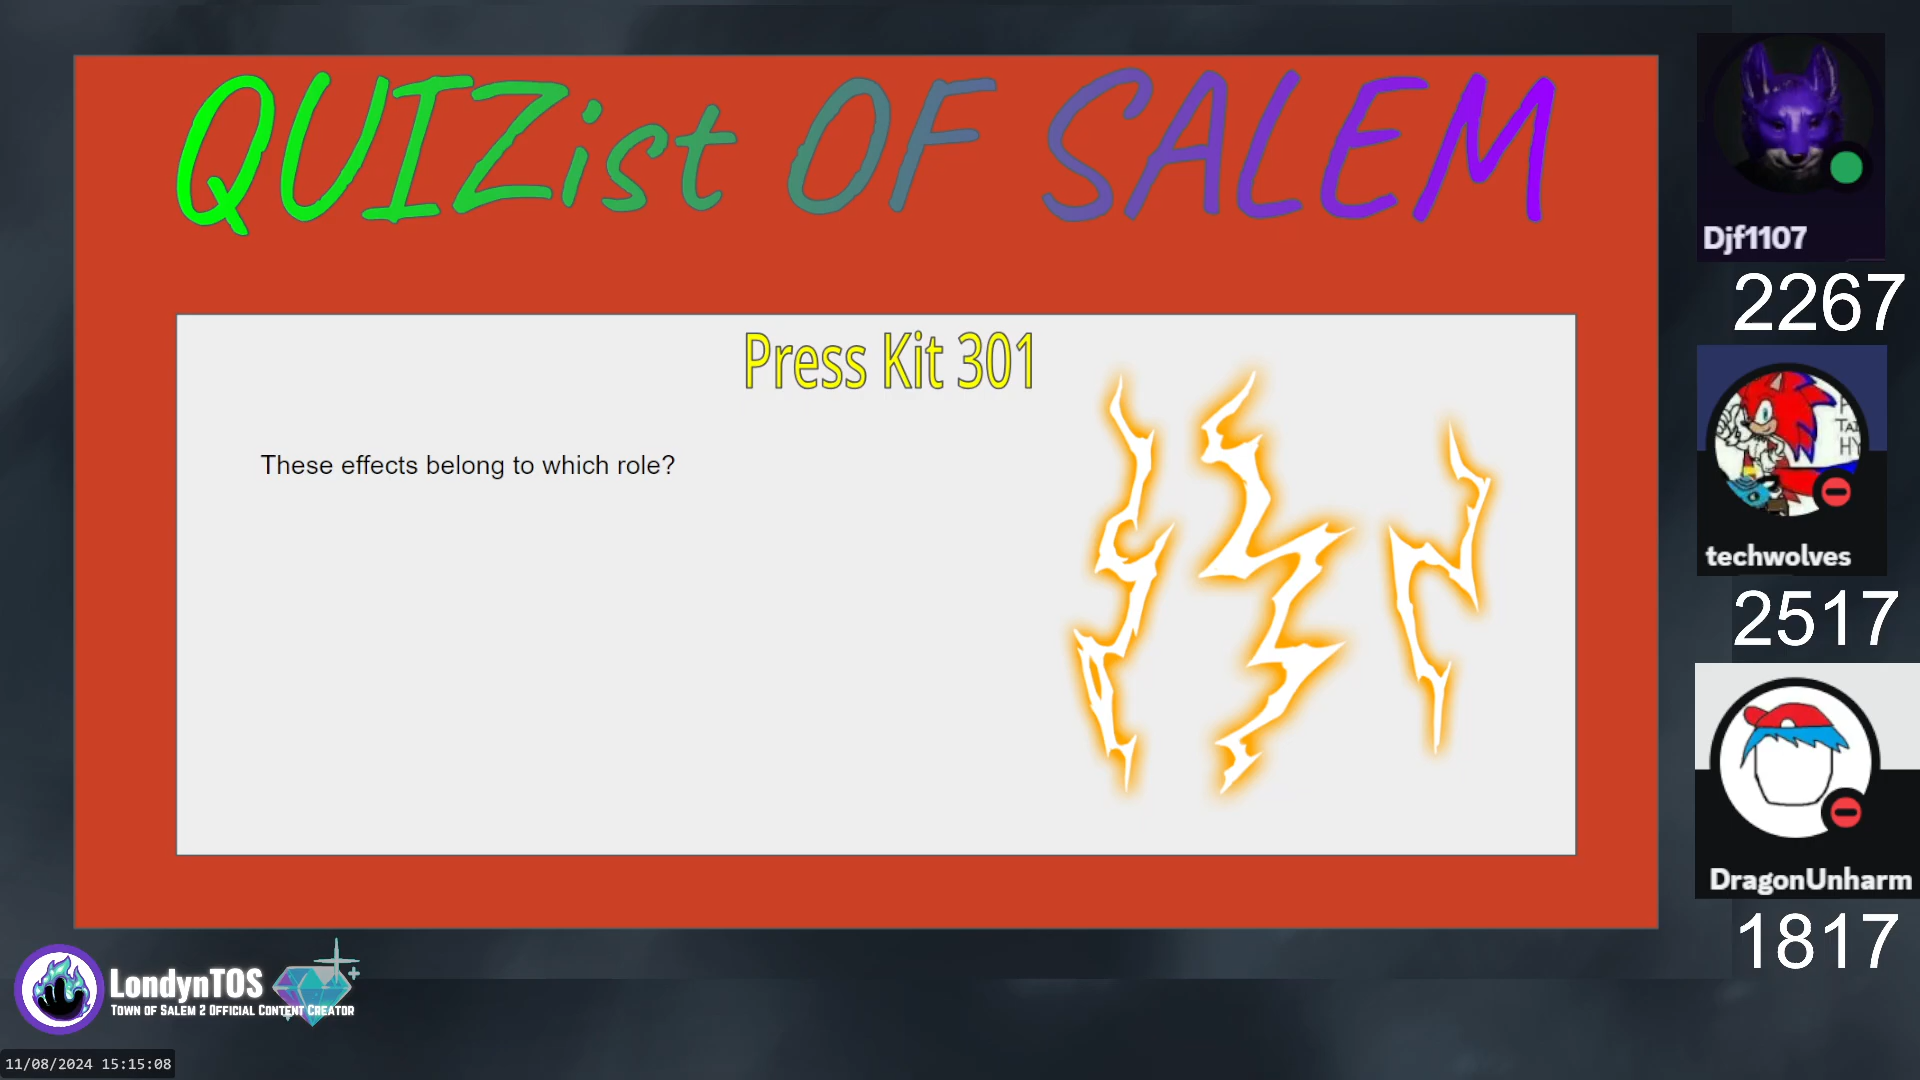 QUIZist OF SALEM
Press Kit 301
These effects belong to which role?
Djf1107
2267
techwolves
2517
DragonUnharm
1817
LondynTOS
TOWN OF SALEM 2 OFFICIAL CONTENT CREATOR
11/08/2024 15:15:08